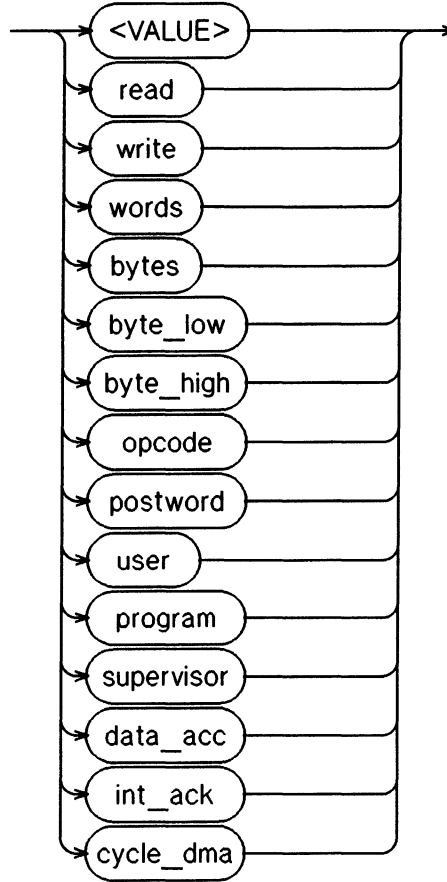 <VALUE>
read
write
words
bytes
byte_low
byte_high
opcode
postword
user
program
supervisor
data_acc
int_ack
cycle_dma